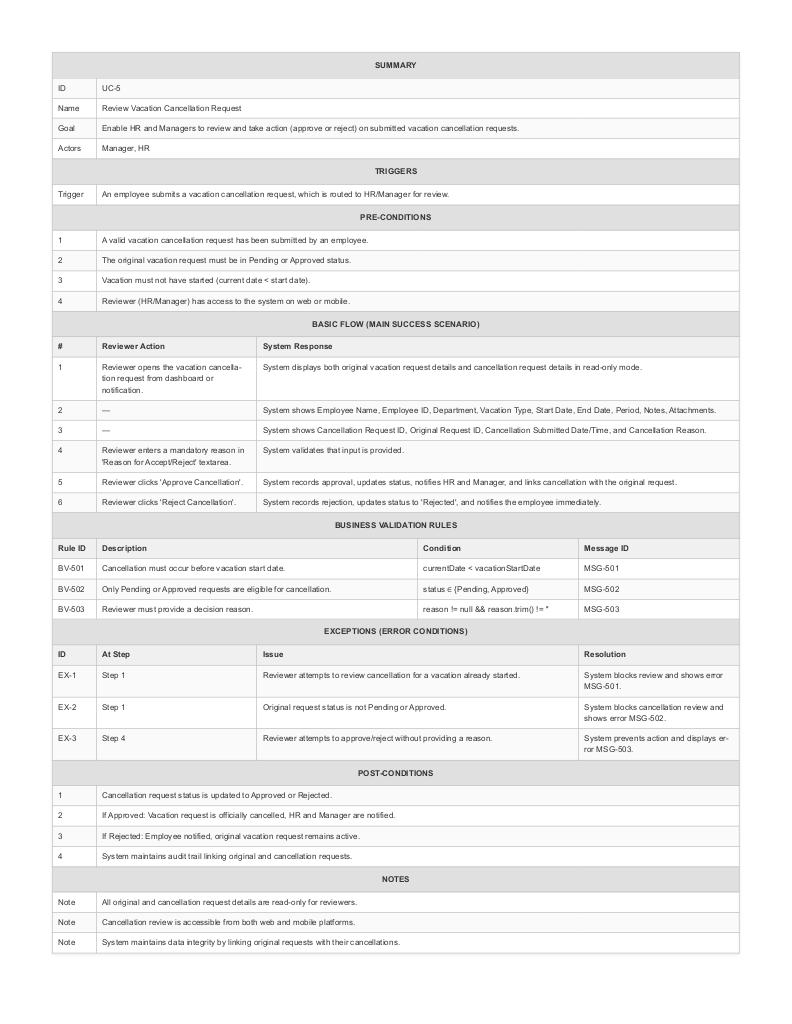 SUMMARY
ID UC-5
Name Review Vacation Cancellation Request
Goal Enable HR and Managers to review and take action (approve or reject) on submitted vacation cancellation requests.
Actors Manager, HR
TRIGGERS
Trigger An employee submits a vacation cancellation request, which is routed to HR/Manager for review.
PRE-CONDITIONS
1 A valid vacation cancellation request has been submitted by an employee.
2 The original vacation request must be in Pending or Approved status.
3 Vacation must not have started (current date < start date).
4 Reviewer (HR/Manager) has access to the system on web or mobile.
BASIC FLOW (MAIN SUCCESS SCENARIO)
# Reviewer Action System Response
1 Reviewer opens the vacation cancella- System displays both original vacation request details and cancellation request details in read-only mode.
tion request from dashboard or
notification.
2 — System shows Employee Name, Employee ID, Department, Vacation Type, Start Date, End Date, Period, Notes, Attachments.
3 — System shows Cancellation Request ID, Original Request ID, Cancellation Submitted Date/Time, and Cancellation Reason.
4 Reviewer enters a mandatory reason in System validates that input is provided.
'Reason for Accept/Reject' textarea.
5 Reviewer clicks 'Approve Cancellation'. System records approval, updates status, notifies HR and Manager, and links cancellation with the original request.
6 Reviewer clicks 'Reject Cancellation'. System records rejection, updates status to 'Rejected', and notifies the employee immediately.
BUSINESS VALIDATION RULES
Rule ID Description Condition Message ID
BV-501 Cancellation must occur before vacation start date. currentDate < vacationStartDate MSG-501
BV-502 Only Pending or Approved requests are eligible for cancellation. status ∈ {Pending, Approved} MSG-502
BV-503 Reviewer must provide a decision reason. reason != null && reason.trim() != '' MSG-503
EXCEPTIONS (ERROR CONDITIONS)
ID At Step Issue Resolution
EX-1 Step 1 Reviewer attempts to review cancellation for a vacation already started. System blocks review and shows error
MSG-501.
EX-2 Step 1 Original request status is not Pending or Approved. System blocks cancellation review and
shows error MSG-502.
EX-3 Step 4 Reviewer attempts to approve/reject without providing a reason. System prevents action and displays er-
ror MSG-503.
POST-CONDITIONS
1 Cancellation request status is updated to Approved or Rejected.
2 If Approved: Vacation request is officially cancelled, HR and Manager are notified.
3 If Rejected: Employee notified, original vacation request remains active.
4 System maintains audit trail linking original and cancellation requests.
NOTES
Note All original and cancellation request details are read-only for reviewers.
Note Cancellation review is accessible from both web and mobile platforms.
Note System maintains data integrity by linking original requests with their cancellations.